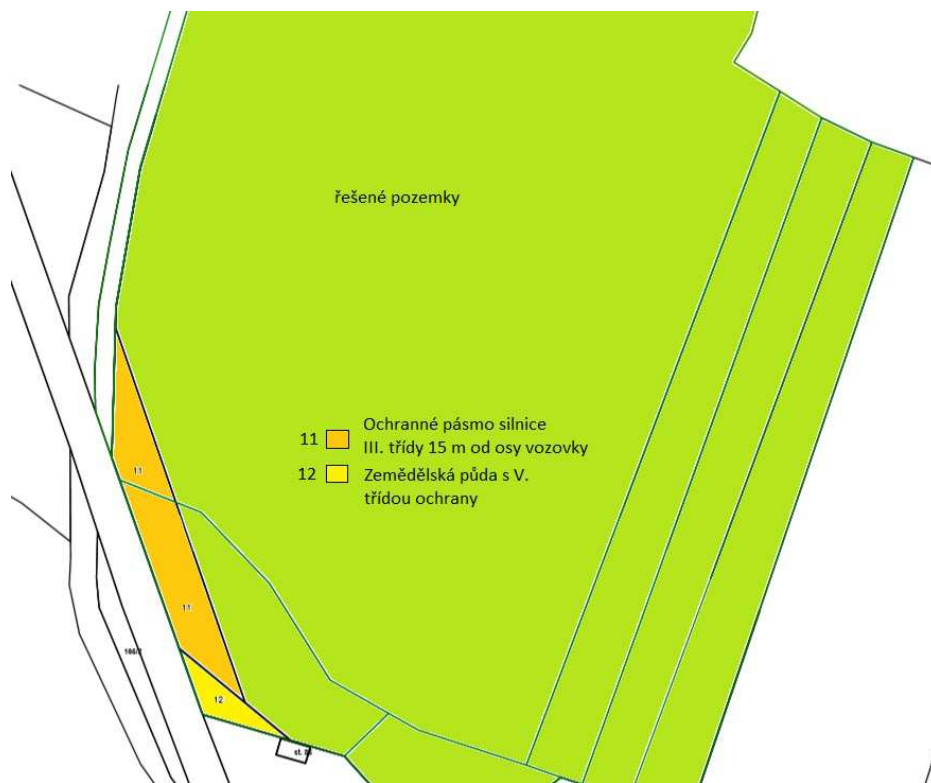 řešené pozemky
11 Ochranné pásmo silnice
III. třídy 15 m od osy vozovky
12 Zemědělská půda s V.
třídou ochrany
11
11
12
st.